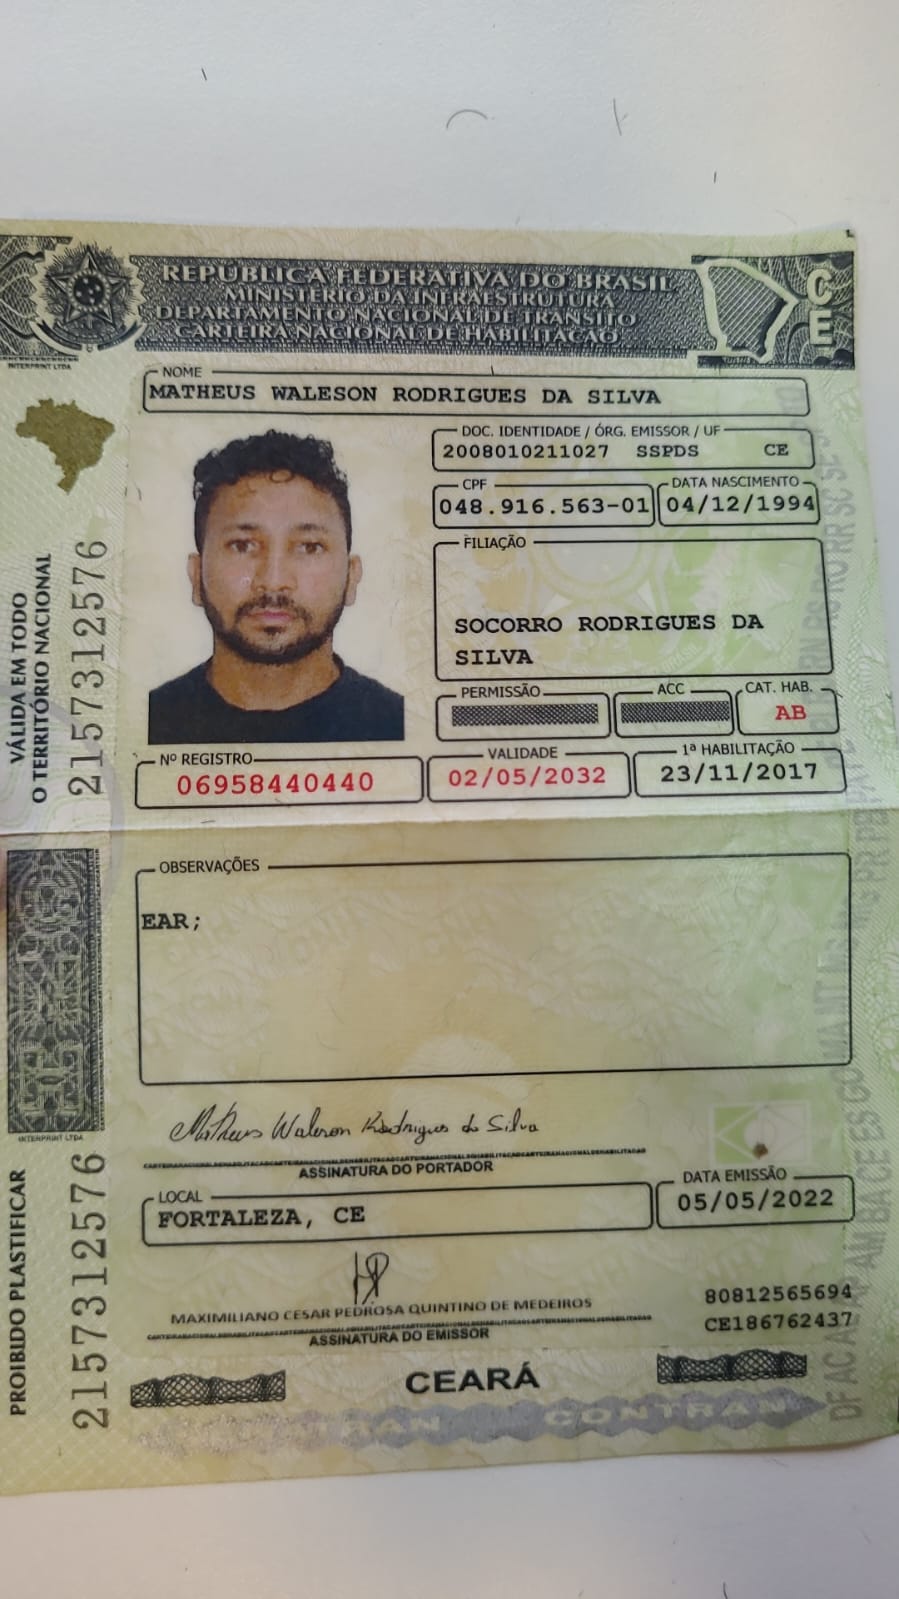 REPÚBLICA FEDERATIVA DO BRASIL
MINISTÉRIO DA INFRAESTRUTURA
DEPARTAMENTO NACIONAL DE TRÂNSITO
CARTEIRA NACIONAL DE HABILITAÇÃO
CE
INTERPRINT LTDA
NOME
MATHEUS WALESON RODRIGUES DA SILVA
DOC. IDENTIDADE / ÓRG. EMISSOR / UF
2008010211027 SSPDS CE
CPF
048.916.563-01
DATA NASCIMENTO
04/12/1994
FILIAÇÃO
SOCORRO RODRIGUES DA
SILVA
PERMISSÃO
ACC
CAT. HAB.
AB
Nº REGISTRO
06958440440
VALIDADE
02/05/2032
1ª HABILITAÇÃO
23/11/2017
VÁLIDA EM TODO
O TERRITÓRIO NACIONAL
2157312576
OBSERVAÇÕES
EAR;
INTERPRINT LTDA
Matheus Waleson Rodrigues da Silva
ASSINATURA DO PORTADOR
LOCAL
FORTALEZA, CE
DATA EMISSÃO
05/05/2022
MAXIMILIANO CESAR PEDROSA QUINTINO DE MEDEIROS
ASSINATURA DO EMISSOR
80812565694
CE186762437
PROIBIDO PLASTIFICAR
2157312576
CEARÁ
CONTRAN